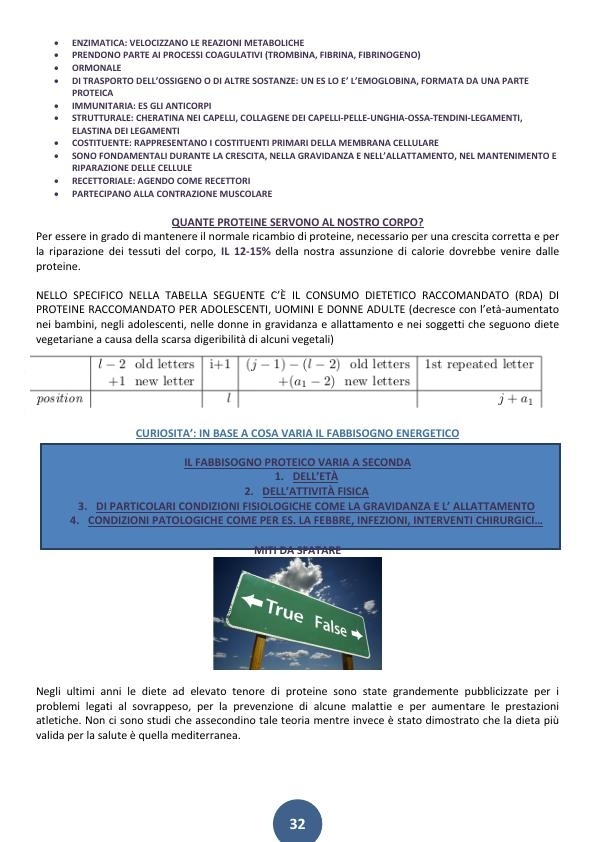 • ENZIMATICA: VELOCIZZANO LE REAZIONI METABOLICHE
• PRENDONO PARTE AI PROCESSI COAGULATIVI (TROMBINA, FIBRINA, FIBRINOGENO)
• ORMONALE
• DI TRASPORTO DELL'OSSIGENO O DI ALTRE SOSTANZE: UN ES LO E' L'EMOGLOBINA, FORMATA DA UNA PARTE
PROTEICA
• IMMUNITARIA: ES GLI ANTICORPI
• STRUTTURALE: CHERATINA NEI CAPELLI, COLLAGENE DEI CAPELLI-PELLE-UNGHIA-OSSA-TENDINI-LEGAMENTI,
ELASTINA DEI LEGAMENTI
• COSTITUENTE: RAPPRESENTANO I COSTITUENTI PRIMARI DELLA MEMBRANA CELLULARE
• SONO FONDAMENTALI DURANTE LA CRESCITA, NELLA GRAVIDANZA E NELL'ALLATTAMENTO, NEL MANTENIMENTO E
RIPARAZIONE DELLE CELLULE
• RECETTORIALE: AGENDO COME RECETTORI
• PARTECIPANO ALLA CONTRAZIONE MUSCOLARE
QUANTE PROTEINE SERVONO AL NOSTRO CORPO?
Per essere in grado di mantenere il normale ricambio di proteine, necessario per una crescita corretta e per
la riparazione dei tessuti del corpo, IL 12-15% della nostra assunzione di calorie dovrebbe venire dalle
proteine.
NELLO SPECIFICO NELLA TABELLA SEGUENTE C'È IL CONSUMO DIETETICO RACCOMANDATO (RDA) DI
PROTEINE RACCOMANDATO PER ADOLESCENTI, UOMINI E DONNE ADULTE (decresce con l'età-aumentato
nei bambini, negli adolescenti, nelle donne in gravidanza e allattamento e nei soggetti che seguono diete
vegetariane a causa della scarsa digeribilità di alcuni vegetali)
l − 2 old letters i+1 (j − 1) − (l − 2) old letters 1st repeated letter
+1 new letter +(a₁ − 2) new letters
position l j + a₁
CURIOSITA': IN BASE A COSA VARIA IL FABBISOGNO ENERGETICO
IL FABBISOGNO PROTEICO VARIA A SECONDA
1. DELL'ETÀ
2. DELL'ATTIVITÀ FISICA
3. DI PARTICOLARI CONDIZIONI FISIOLOGICHE COME LA GRAVIDANZA E L' ALLATTAMENTO
4. CONDIZIONI PATOLOGICHE COME PER ES. LA FEBBRE, INFEZIONI, INTERVENTI CHIRURGICI…
MITI DA SFATARE
True False
Negli ultimi anni le diete ad elevato tenore di proteine sono state grandemente pubblicizzate per i
problemi legati al sovrappeso, per la prevenzione di alcune malattie e per aumentare le prestazioni
atletiche. Non ci sono studi che assecondino tale teoria mentre invece è stato dimostrato che la dieta più
valida per la salute è quella mediterranea.
32